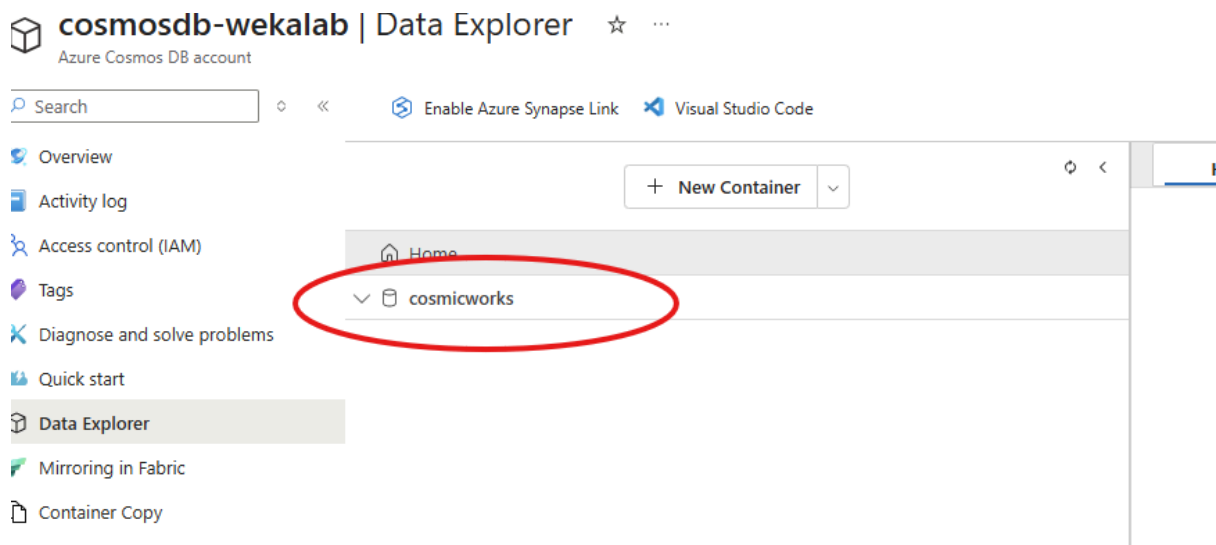 cosmosdb-wekalab | Data Explorer
Azure Cosmos DB account
Search
Enable Azure Synapse Link
Visual Studio Code
Overview
Activity log
Access control (IAM)
Tags
Diagnose and solve problems
Quick start
Data Explorer
Mirroring in Fabric
Container Copy
+ New Container
Home
cosmicworks